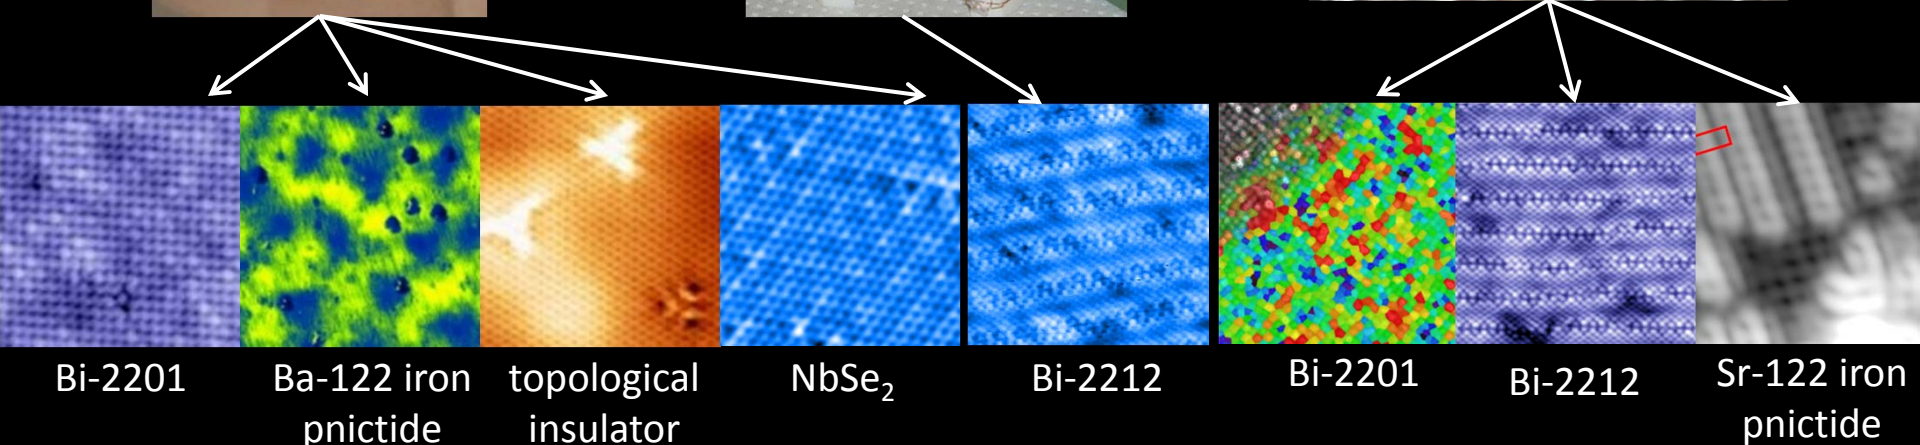 Bi-2201
Ba-122 iron
pnictide
topological
insulator
NbSe₂
Bi-2212
Bi-2201
Bi-2212
Sr-122 iron
pnictide